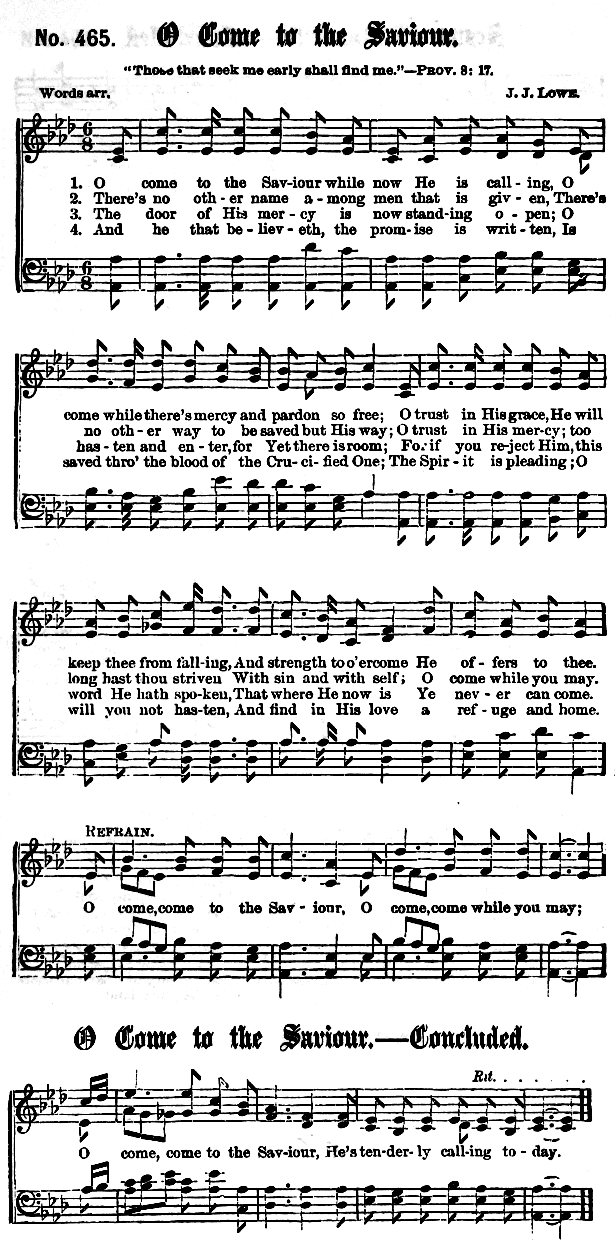 No. 465. O Come to the Saviour.
"Those that seek me early shall find me."—PROV. 8: 17.
Words arr. J. J. LOWE.
1. O come to the Sav-iour while now He is call-ing, O
2. There's no oth-er name a-mong men that is giv-en, There's
3. The door of His mer-cy is now stand-ing o-pen; O
4. And he that be-liev-eth, the prom-ise is writ-ten, Is
come while there's mercy and pardon so free; O trust in His grace, He will
no oth-er way to be saved but His way; O trust in His mer-cy; too
has-ten and en-ter, for Yet there is room; For if you re-ject Him, this
saved thro' the blood of the Cru-ci-fied One; The Spir-it is pleading; O
keep thee from fall-ing, And strength to o'ercome He of-fers to thee.
long hast thou striven With sin and with self; O come while you may.
word He hath spoken, That where He now is Ye nev-er can come.
will you not has-ten, And find in His love a ref-uge and home.
REFRAIN.
O come, come to the Sav-iour, O come, come while you may;
O Come to the Saviour.—Concluded.
Rit. . . . . . . .
O come, come to the Sav-iour, He's ten-der-ly call-ing to-day.